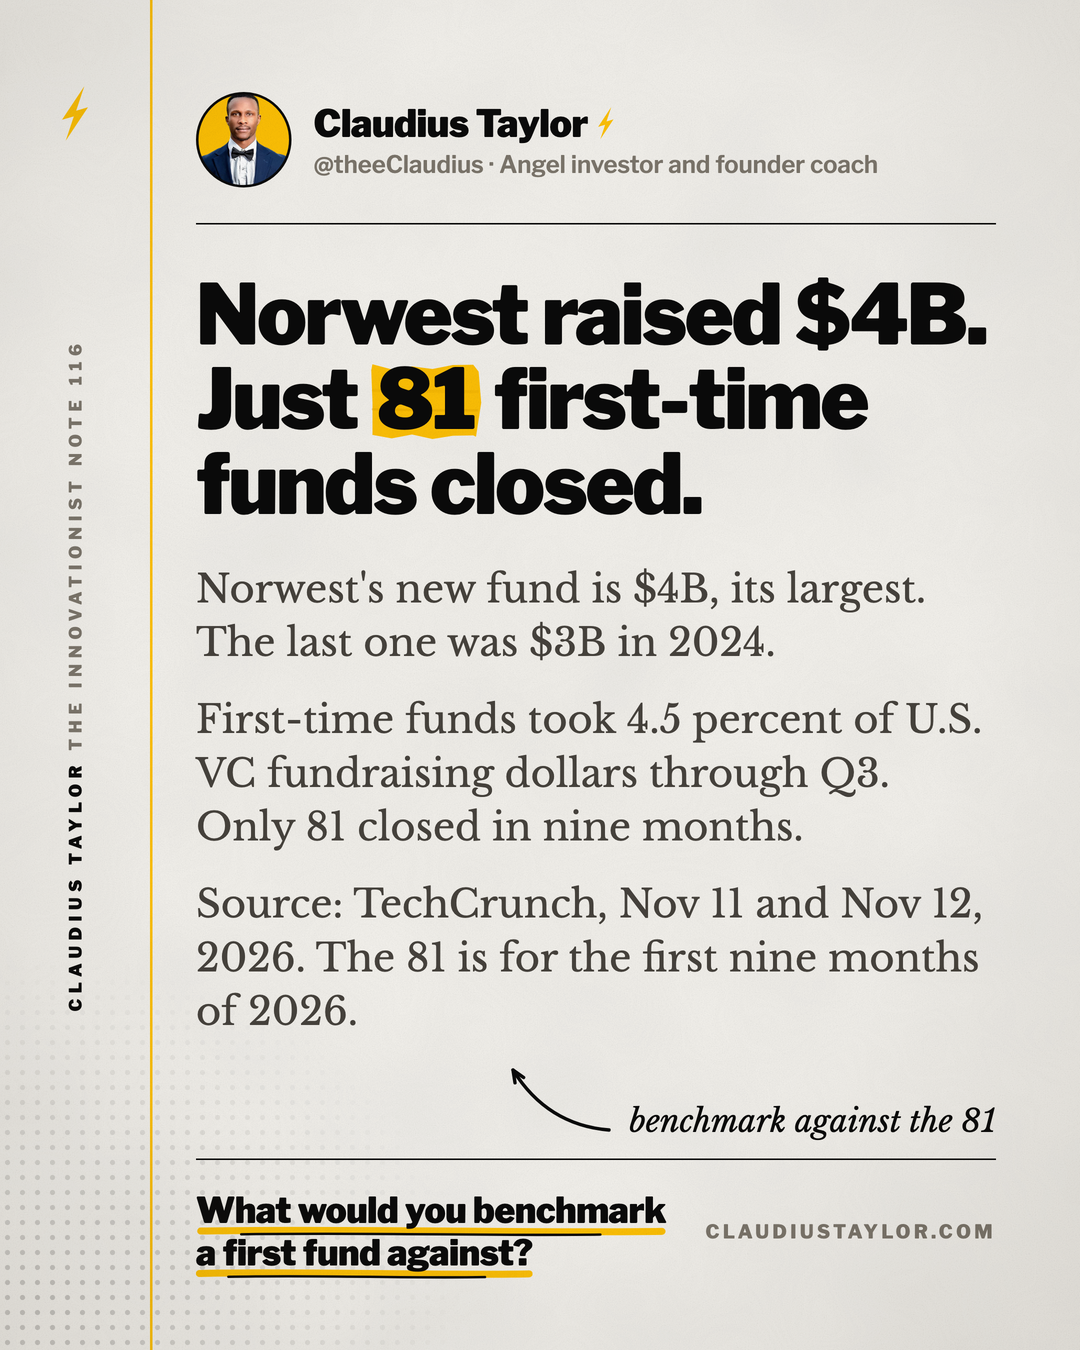 Claudius Taylor
@theeClaudius · Angel investor and founder coach
Norwest raised $4B.
Just 81 first-time
funds closed.
Norwest's new fund is $4B, its largest.
The last one was $3B in 2024.
First-time funds took 4.5 percent of U.S.
VC fundraising dollars through Q3.
Only 81 closed in nine months.
Source: TechCrunch, Nov 11 and Nov 12,
2026. The 81 is for the first nine months
of 2026.
benchmark against the 81
What would you benchmark
a first fund against?
CLAUDIUSTAYLOR.COM
CLAUDIUS TAYLOR THE INNOVATIONIST NOTE 116